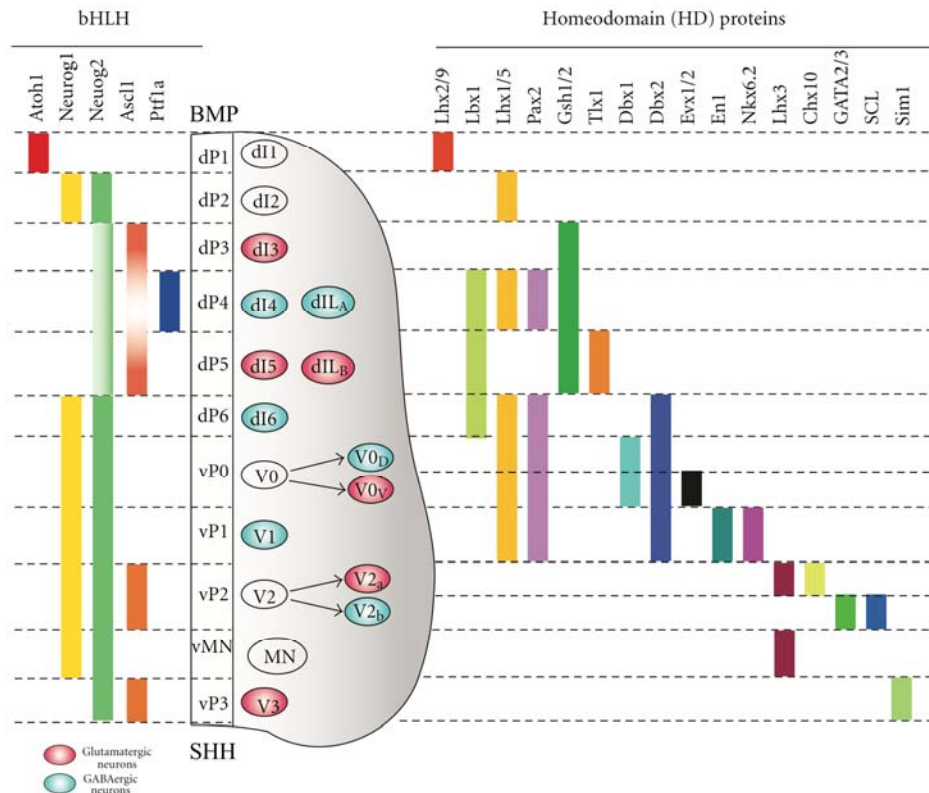 bHLH
Homeodomain (HD) proteins
Atoh1
Neurog1
Neuog2
Ascl1
Ptf1a
BMP
Lhx2/9
Lbx1
Lhx1/5
Pax2
Gsh1/2
Tlx1
Dbx1
Dbx2
Evx1/2
En1
Nkx6.2
Lhx3
Chx10
GATA2/3
SCL
Sim1
dP1 dI1
dP2 dI2
dP3 dI3
dP4 dI4 dILA
dP5 dI5 dILB
dP6 dI6
V0D
vP0 V0
V0V
vP1 V1
V2a
vP2 V2
V2b
vMN MN
vP3 V3
SHH
Glutamatergic
neurons
GABAergic
neurons